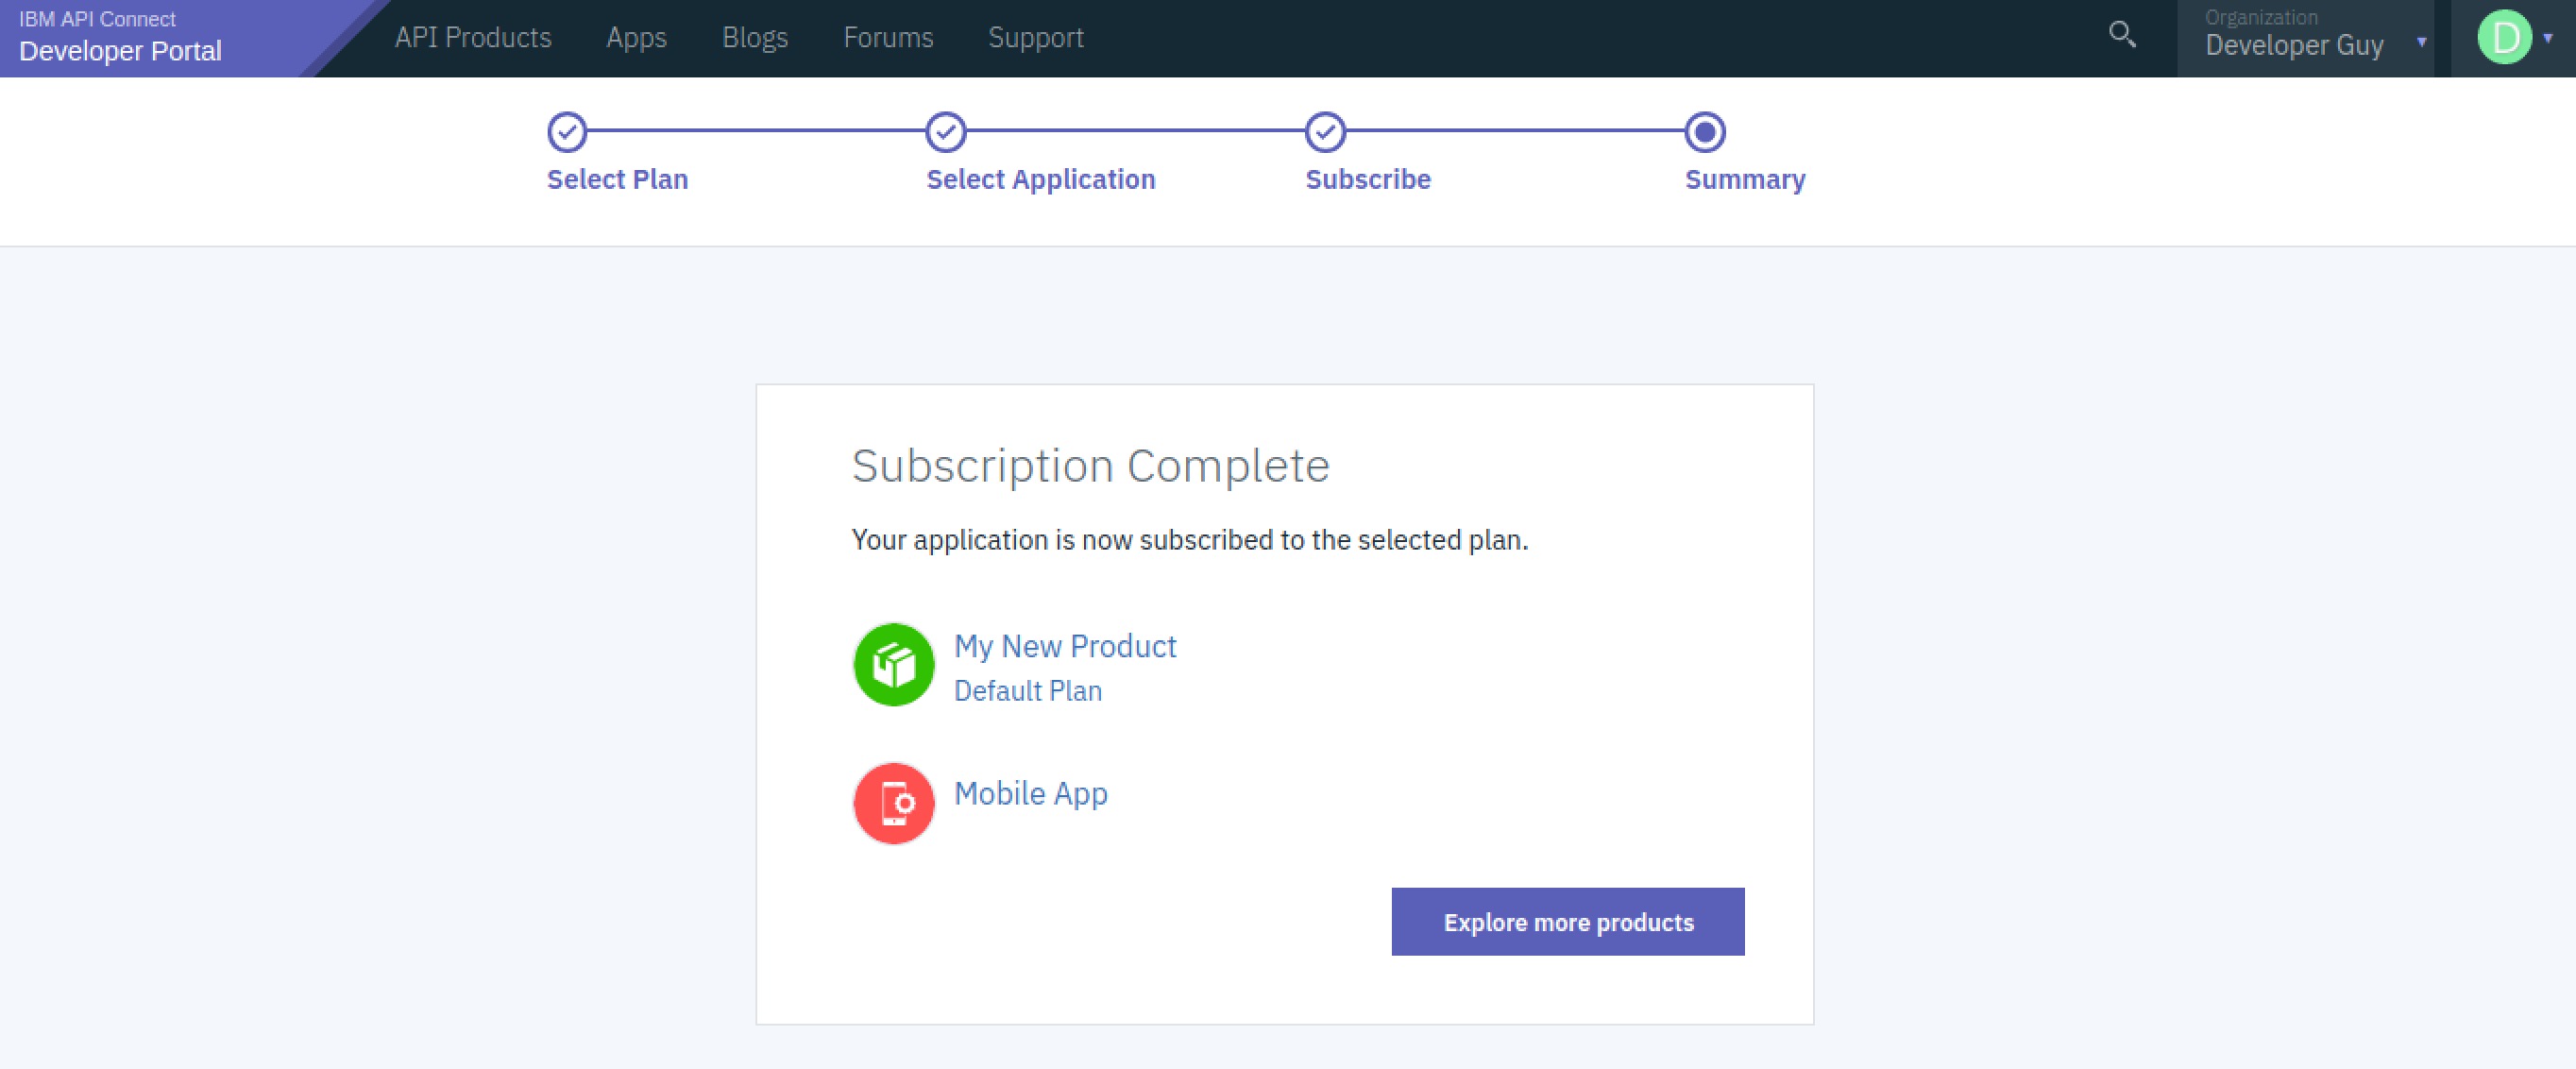 IBM API Connect
Developer Portal
API Products
Apps
Blogs
Forums
Support
Organization
Developer Guy
D
Select Plan
Select Application
Subscribe
Summary
Subscription Complete
Your application is now subscribed to the selected plan.
My New Product
Default Plan
Mobile App
Explore more products